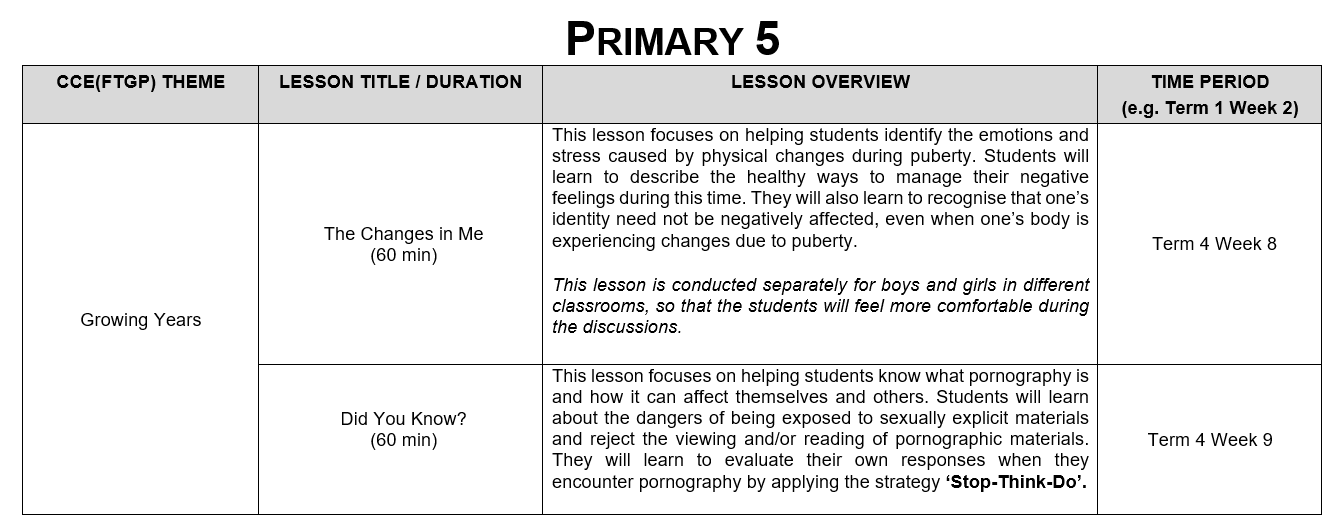 PRIMARY 5
CCE(FTGP) THEME
LESSON TITLE / DURATION
LESSON OVERVIEW
TIME PERIOD
(e.g. Term 1 Week 2)
Growing Years
The Changes in Me
(60 min)
This lesson focuses on helping students identify the emotions and
stress caused by physical changes during puberty. Students will
learn to describe the healthy ways to manage their negative
feelings during this time. They will also learn to recognise that one’s
identity need not be negatively affected, even when one’s body is
experiencing changes due to puberty.
This lesson is conducted separately for boys and girls in different
classrooms, so that the students will feel more comfortable during
the discussions.
Term 4 Week 8
Did You Know?
(60 min)
This lesson focuses on helping students know what pornography is
and how it can affect themselves and others. Students will learn
about the dangers of being exposed to sexually explicit materials
and reject the viewing and/or reading of pornographic materials.
They will learn to evaluate their own responses when they
encounter pornography by applying the strategy ‘Stop-Think-Do’.
Term 4 Week 9